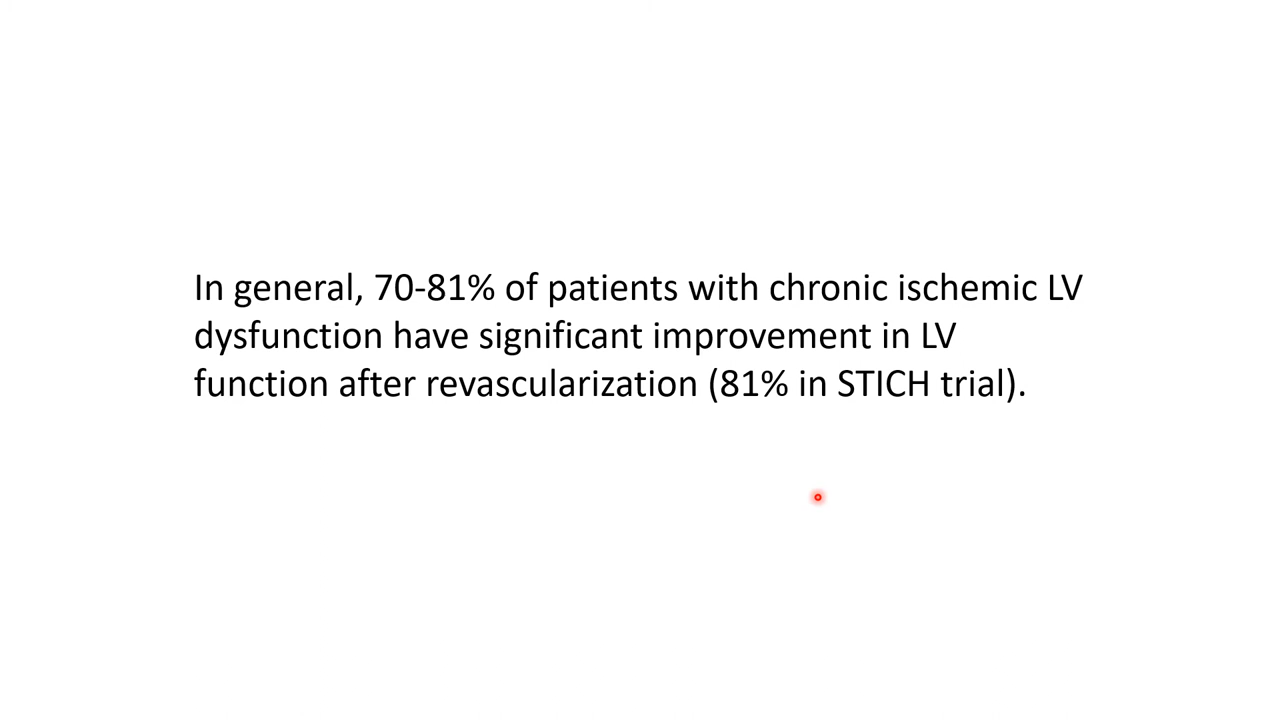 In general, 70-81% of patients with chronic ischemic LV
dysfunction have significant improvement in LV
function after revascularization (81% in STICH trial).